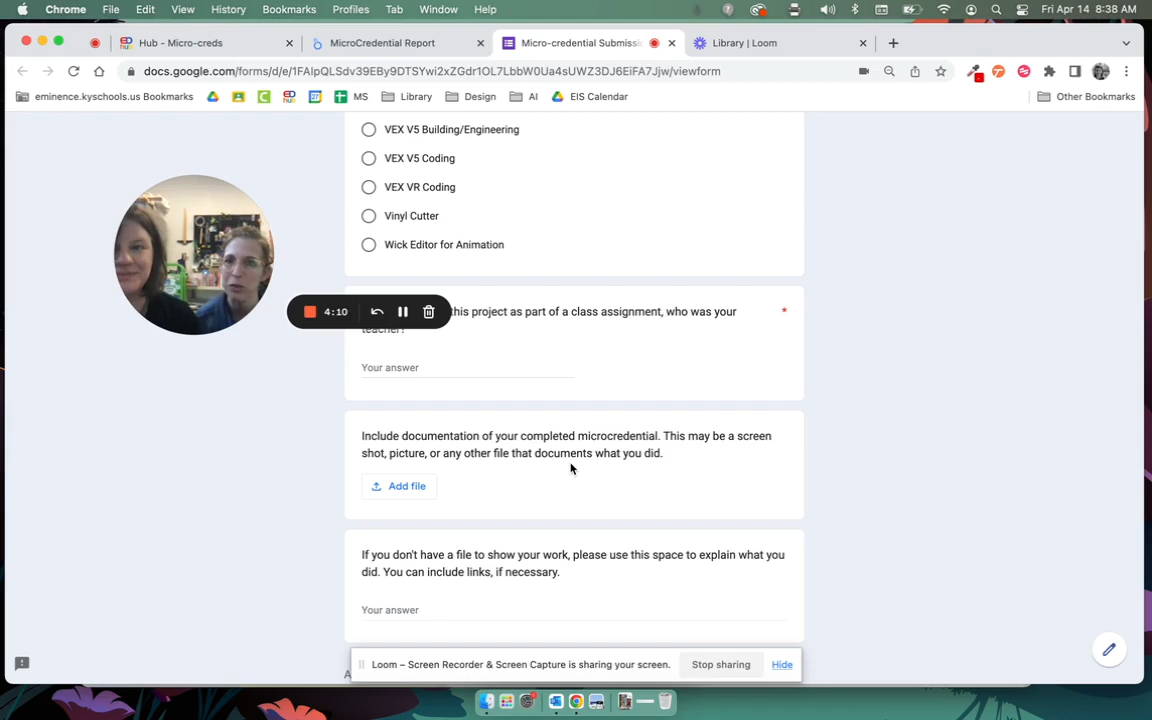 Chrome File Edit View History Bookmarks Profiles Tab Window Help Fri Apr 14 8:38 AM
Hub - Micro-creds MicroCredential Report Micro-credential Submissi Library | Loom
docs.google.com/forms/d/e/1FAIpQLSdv39EBy9DTSYwi2xZGdr1OL7LbbW0Ua4sUWZ3DJ6EiFA7Jjw/viewform
eminence.kyschools.us Bookmarks MS Library Design AI EIS Calendar Other Bookmarks
VEX V5 Building/Engineering
VEX V5 Coding
VEX VR Coding
Vinyl Cutter
Wick Editor for Animation
4:10
this project as part of a class assignment, who was your *
teacher?
Your answer
Include documentation of your completed microcredential. This may be a screen
shot, picture, or any other file that documents what you did.
Add file
If you don't have a file to show your work, please use this space to explain what you
did. You can include links, if necessary.
Your answer
Loom – Screen Recorder & Screen Capture is sharing your screen. Stop sharing Hide